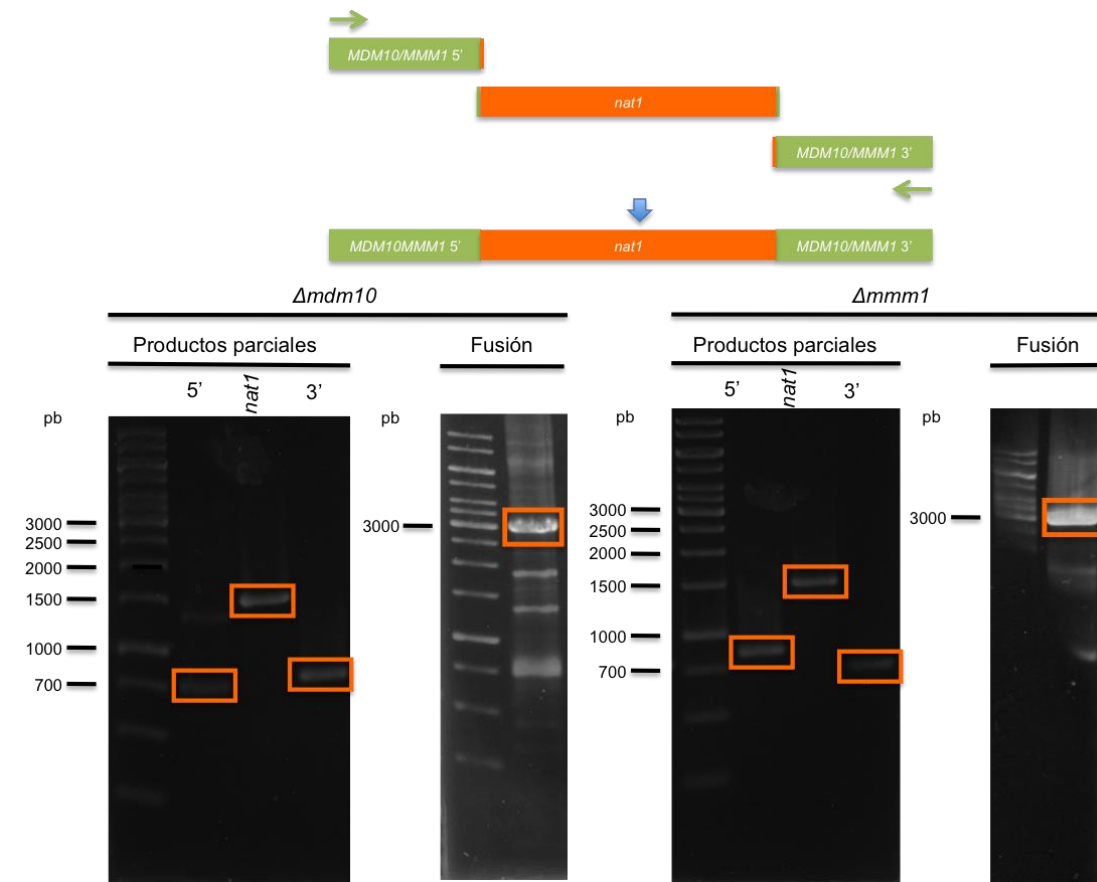 MDM10/MMM1 5’
nat1
MDM10/MMM1 3’
MDM10MMM1 5’ nat1 MDM10/MMM1 3’
Δmdm10 Δmmm1
Productos parciales Fusión Productos parciales Fusión
5’ nat1 3’ 5’ nat1 3’
pb pb pb pb
3000 3000 3000 3000
2500 2500
2000 2000
1500 1500
1000 1000
700 700